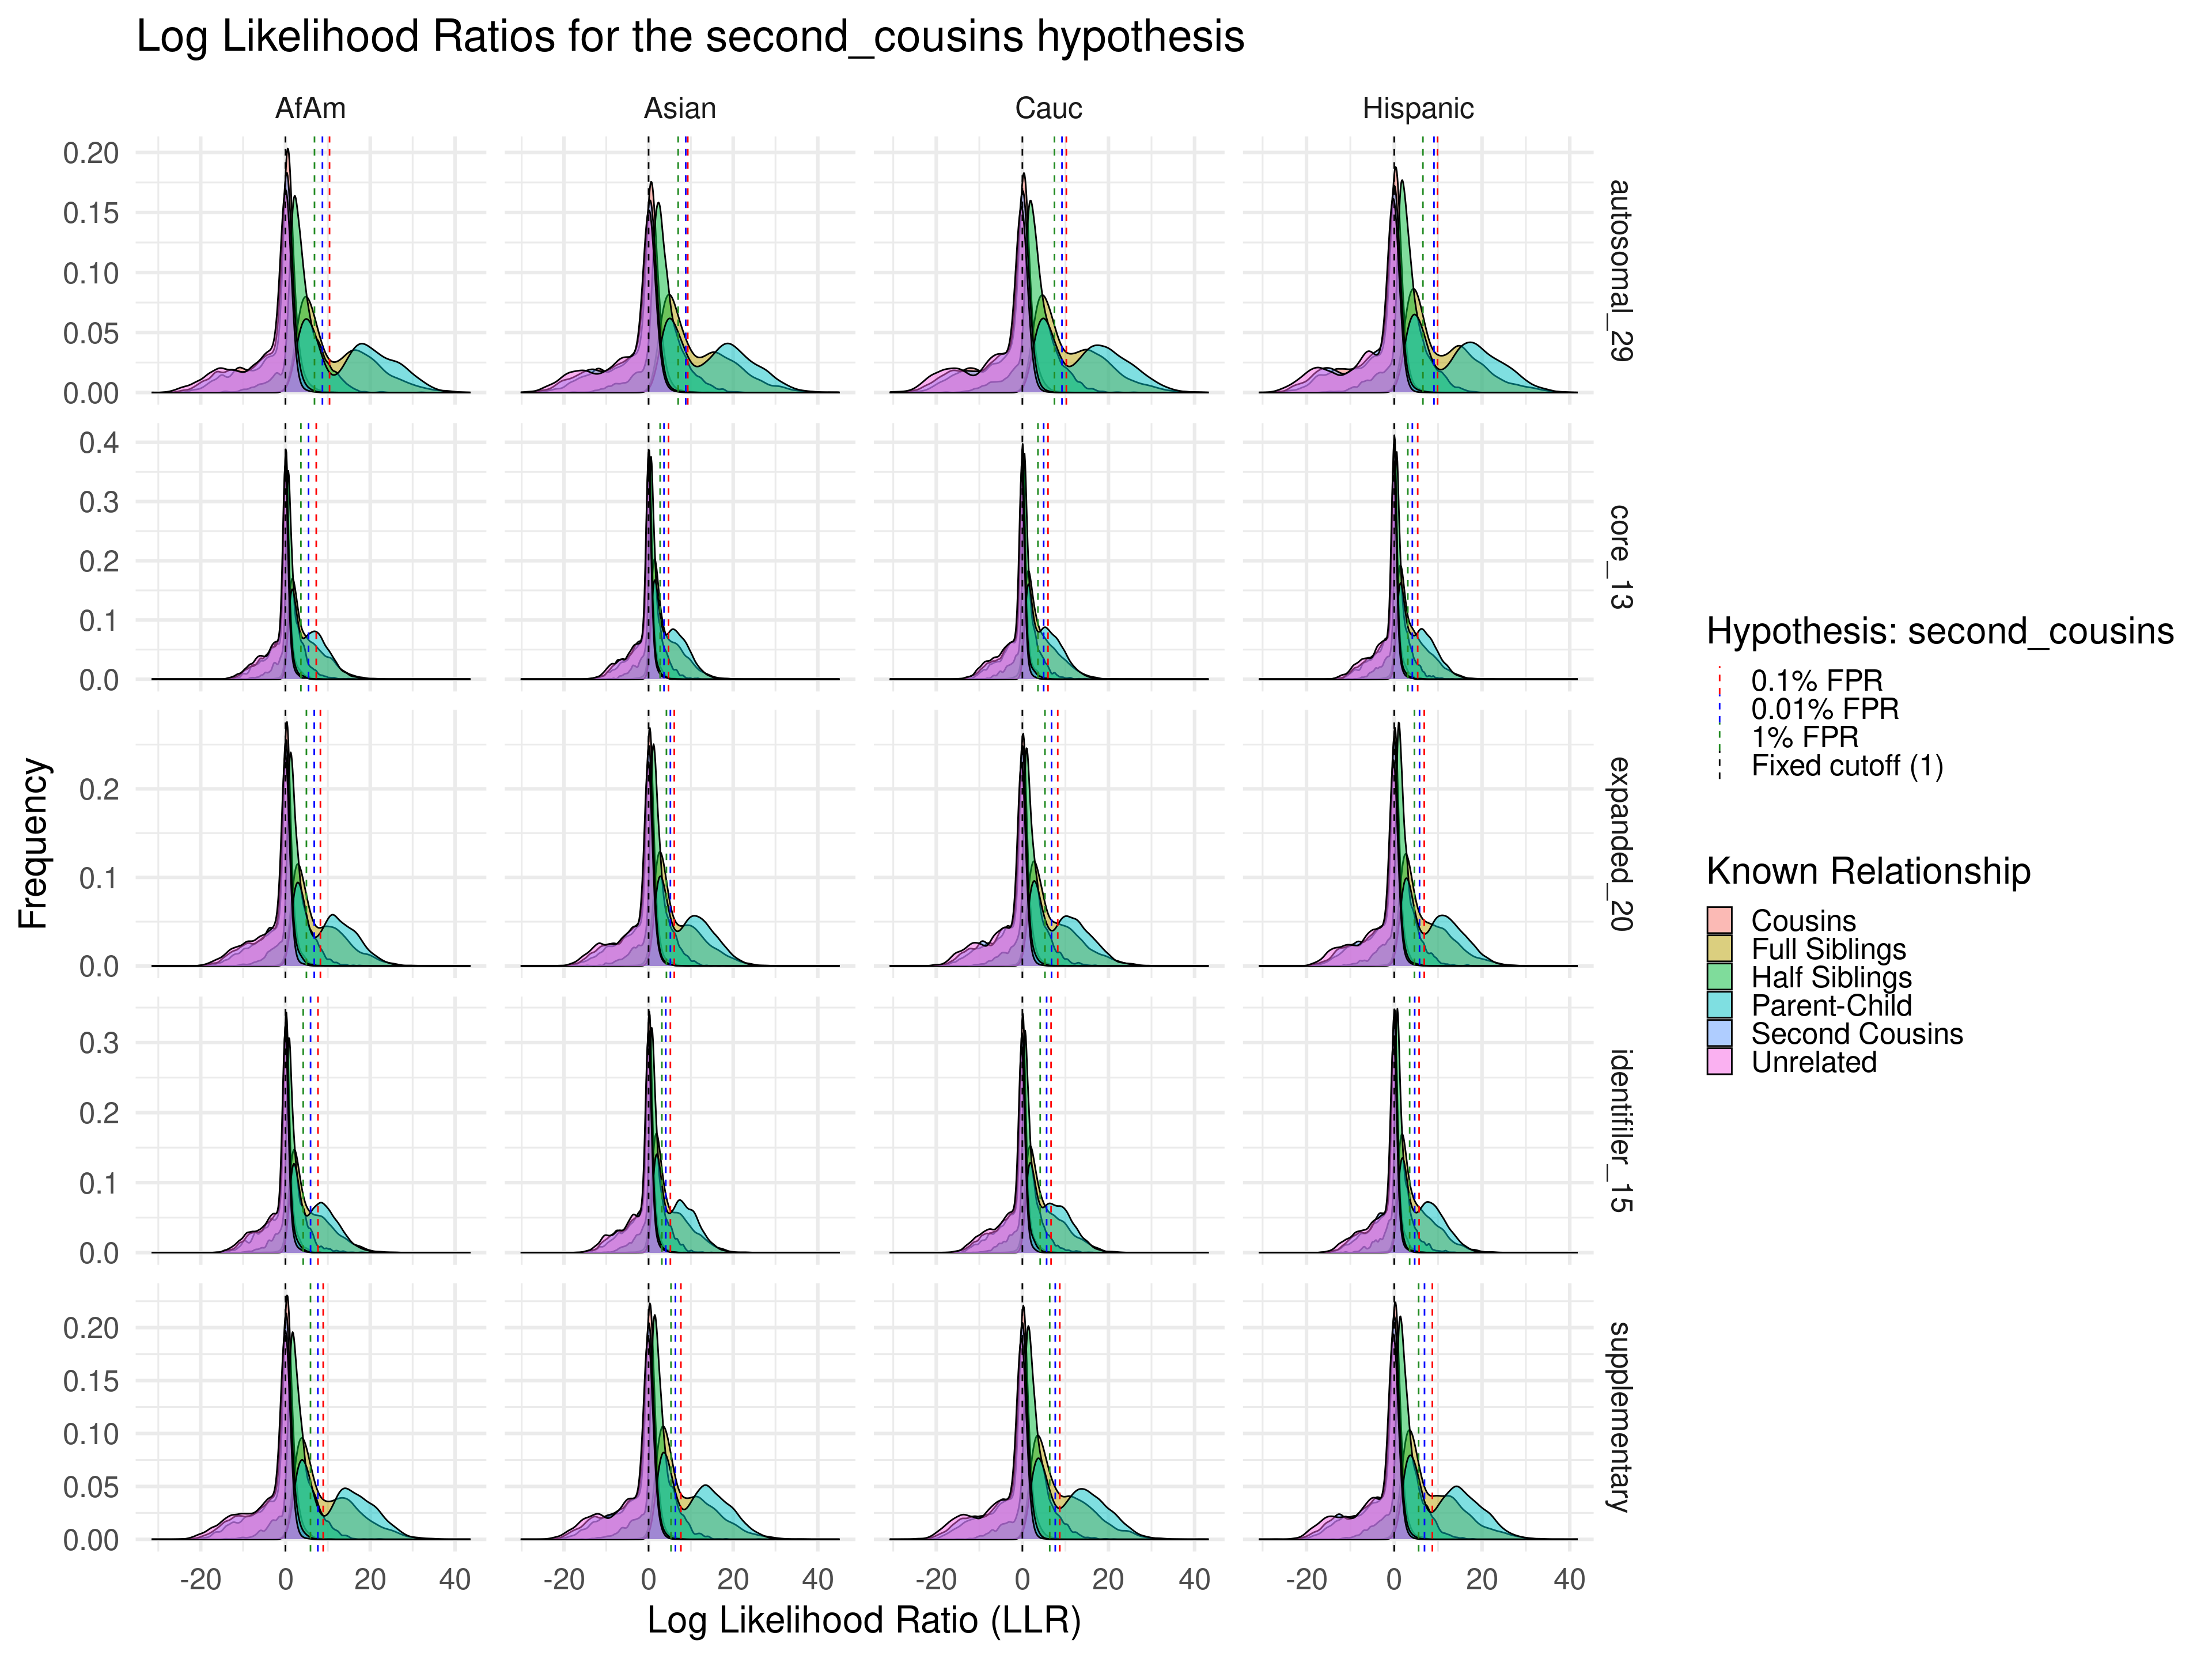 Log Likelihood Ratios for the second_cousins hypothesis
AfAm Asian Cauc Hispanic
0.20
0.15
0.10
0.05
0.00
autosomal_29
0.4
0.3
0.2
0.1
0.0
core_13
0.2
0.1
0.0
expanded_20
0.3
0.2
0.1
0.0
identifiler_15
0.20
0.15
0.10
0.05
0.00
supplementary
-20 0 20 40 -20 0 20 40 -20 0 20 40 -20 0 20 40
Frequency
Log Likelihood Ratio (LLR)
Hypothesis: second_cousins
0.1% FPR
0.01% FPR
1% FPR
Fixed cutoff (1)
Known Relationship
Cousins
Full Siblings
Half Siblings
Parent-Child
Second Cousins
Unrelated